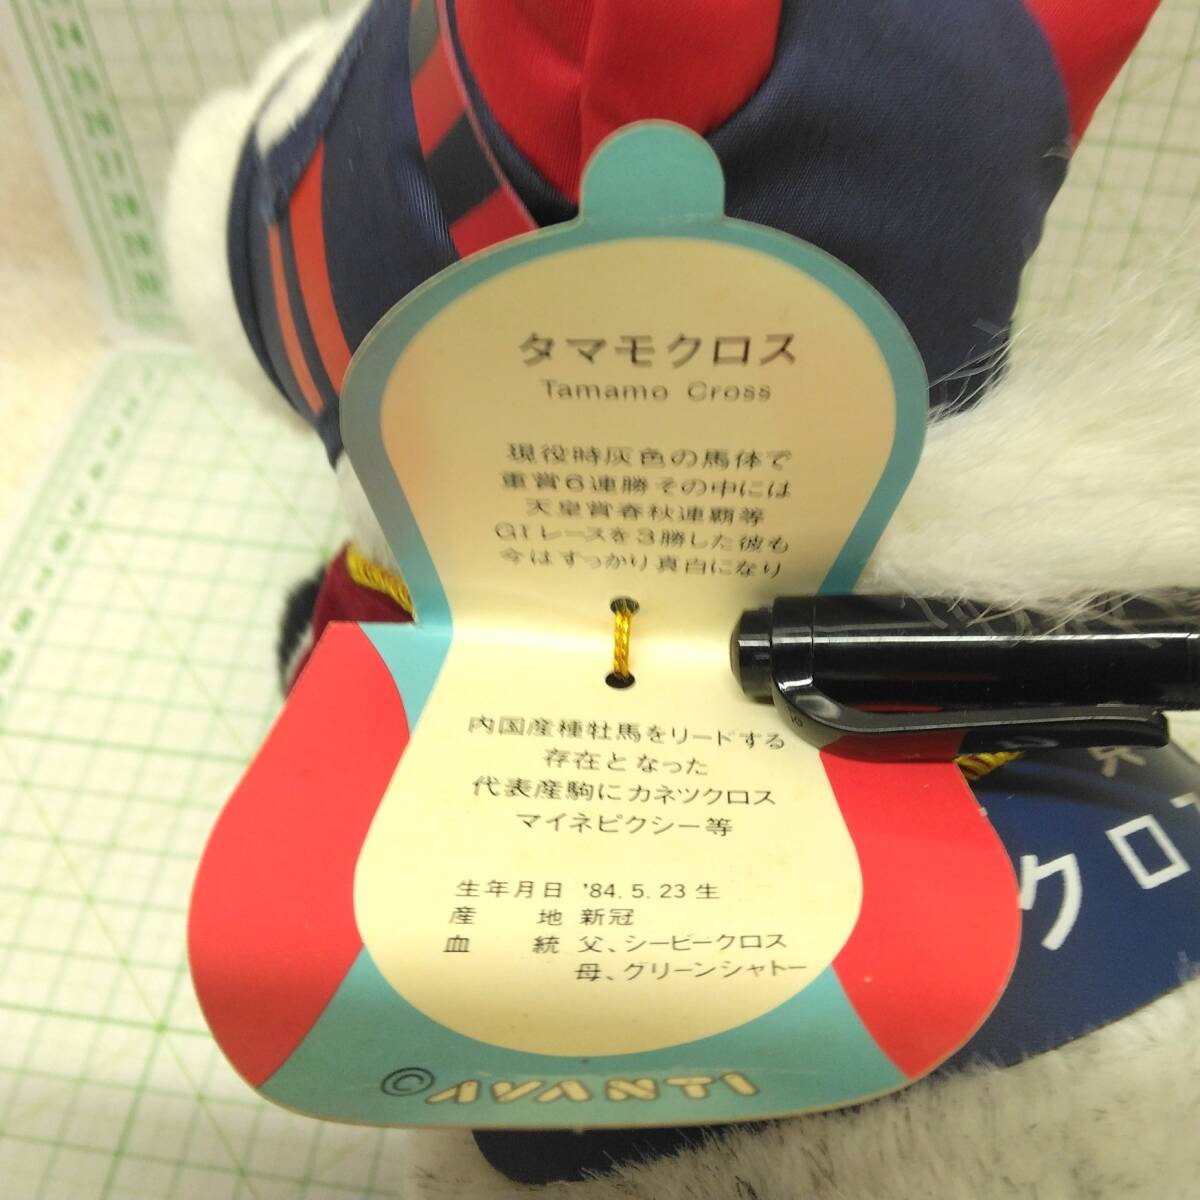 タマモクロス
Tamamo Cross
現役時灰色の馬体で
重賞6連勝その中には
天皇賞春秋連覇等
GIレースを3勝した彼も
今はすっかり真白になり
内国産種牡馬をリードする
存在となった
代表産駒にカネツクロス
マイネピクシー等
生年月日 '84.5.23生
産 地 新冠
血 統 父、シービークロス
母、グリーンシャトー
©AVANTI
クロ